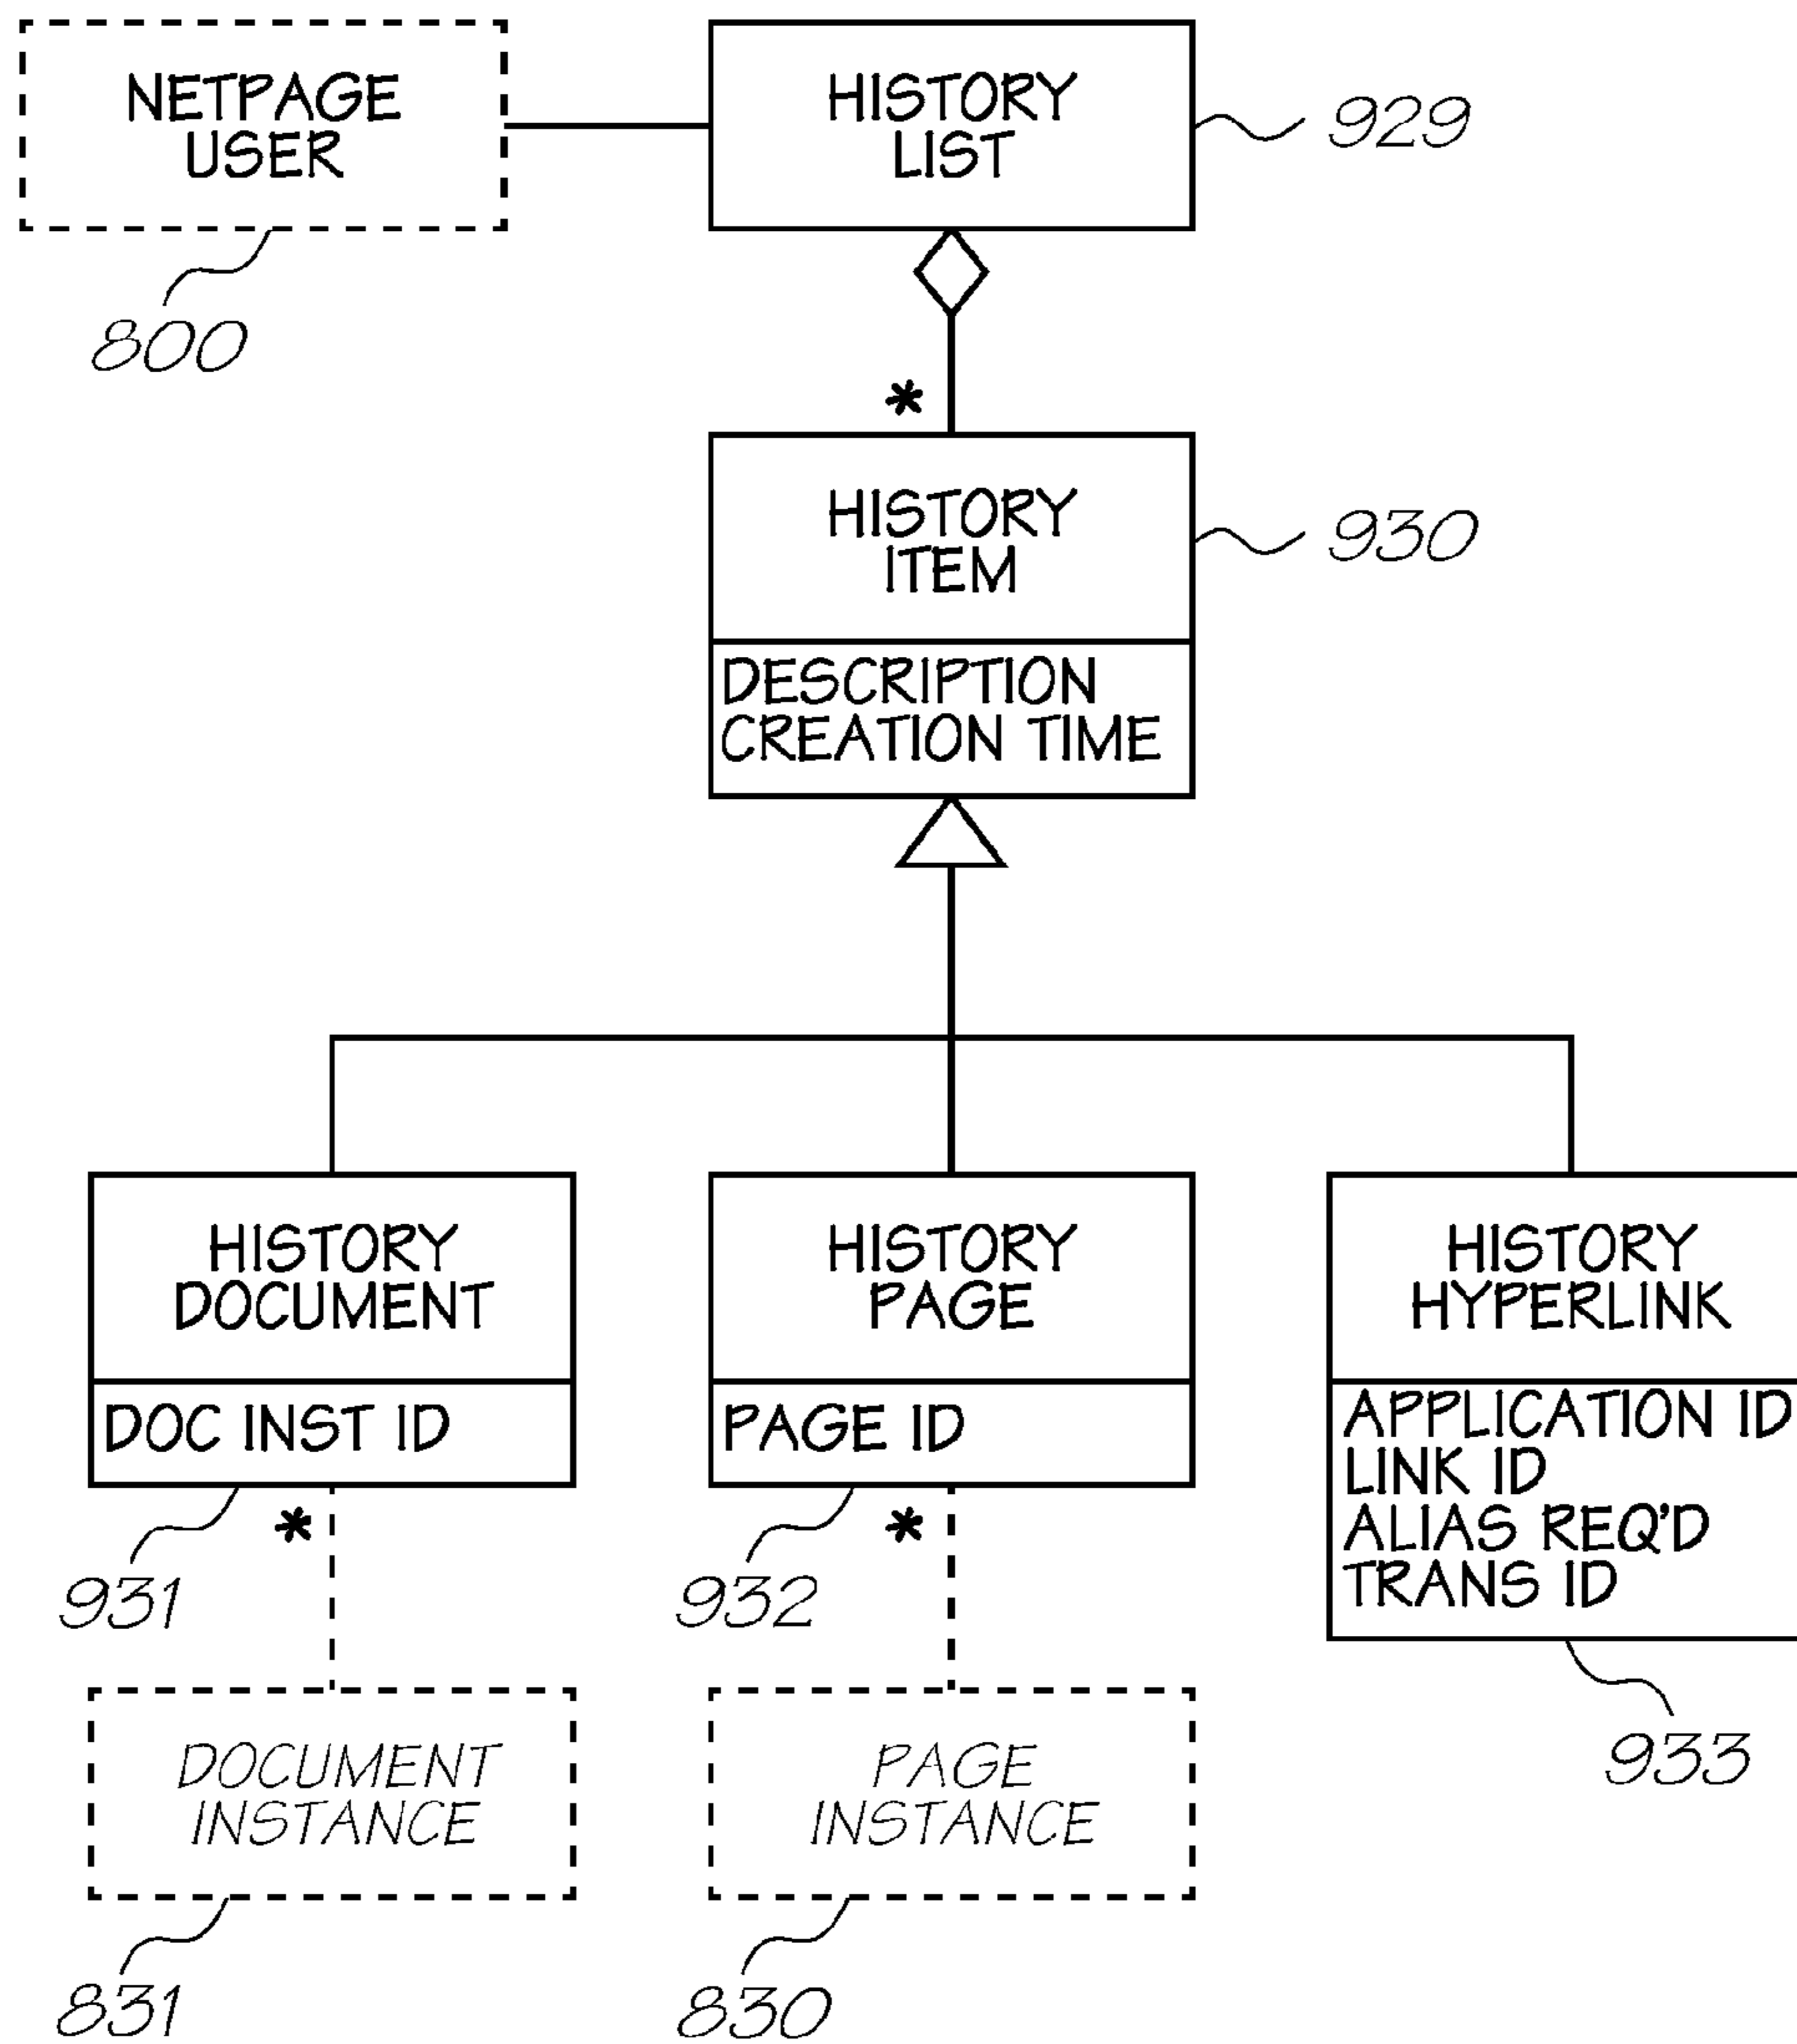 NETPAGE
USER
HISTORY
LIST
929
800
*
HISTORY
ITEM
930
DESCRIPTION
CREATION TIME
HISTORY
DOCUMENT
HISTORY
PAGE
HISTORY
HYPERLINK
DOC INST ID
PAGE ID
APPLICATION ID
LINK ID
ALIAS REQ'D
TRANS ID
*
*
931
932
933
DOCUMENT
INSTANCE
PAGE
INSTANCE
831
830